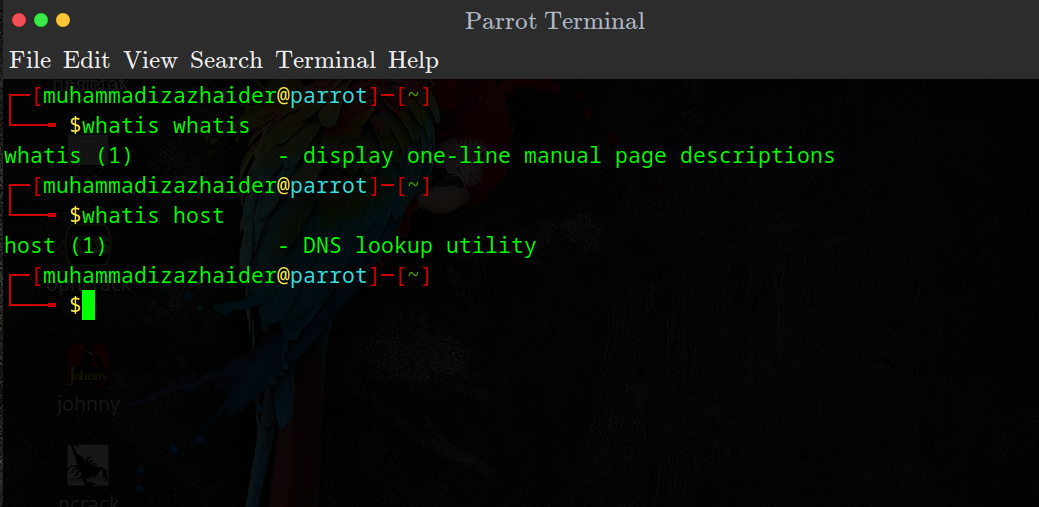 Parrot Terminal
File Edit View Search Terminal Help
┌─[muhammadizazhaider@parrot]─[~]
└──╼ $whatis whatis
whatis (1)           - display one-line manual page descriptions
┌─[muhammadizazhaider@parrot]─[~]
└──╼ $whatis host
host (1)             - DNS lookup utility
┌─[muhammadizazhaider@parrot]─[~]
└──╼ $
Johnny
johnny
ncrack